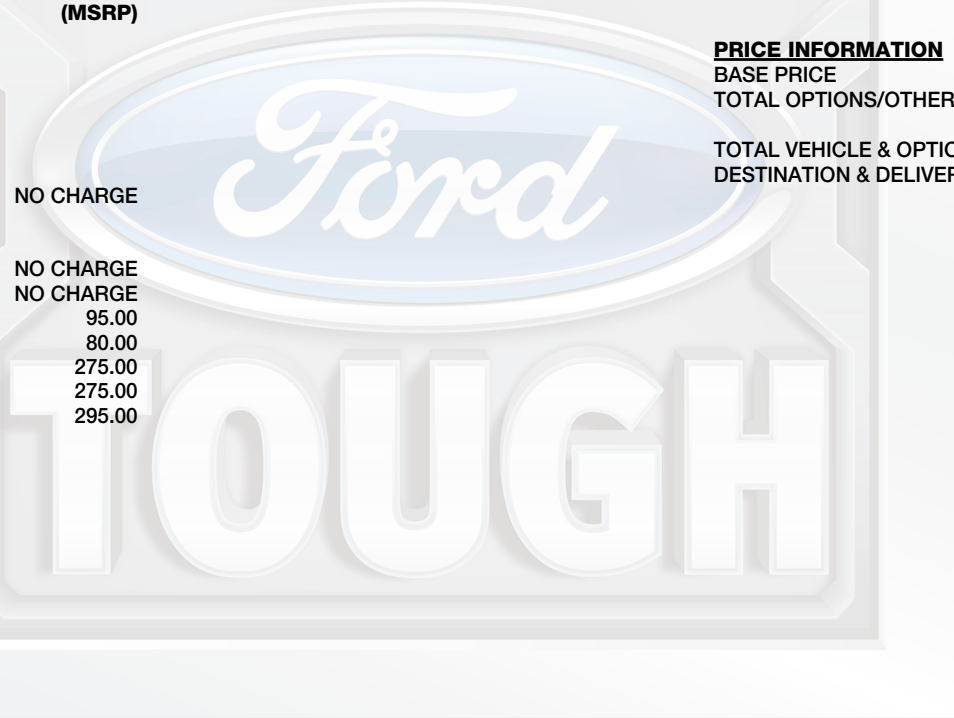 (MSRP)
NO CHARGE
NO CHARGE
NO CHARGE
95.00
80.00
275.00
275.00
295.00
PRICE INFORMATION
BASE PRICE
TOTAL OPTIONS/OTHER
TOTAL VEHICLE & OPTIO
DESTINATION & DELIVER
Ford
TOUGH